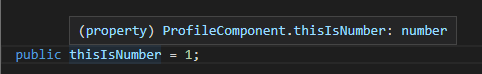 (property) ProfileComponent.thisIsNumber: number
public thisIsNumber = 1;